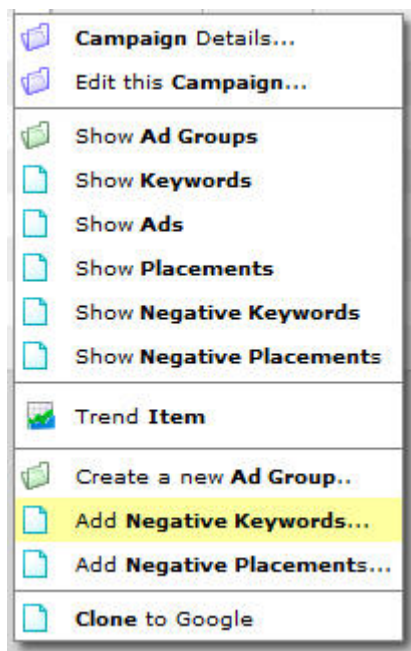 Campaign Details...
Edit this Campaign...
Show Ad Groups
Show Keywords
Show Ads
Show Placements
Show Negative Keywords
Show Negative Placements
Trend Item
Create a new Ad Group..
Add Negative Keywords...
Add Negative Placements...
Clone to Google